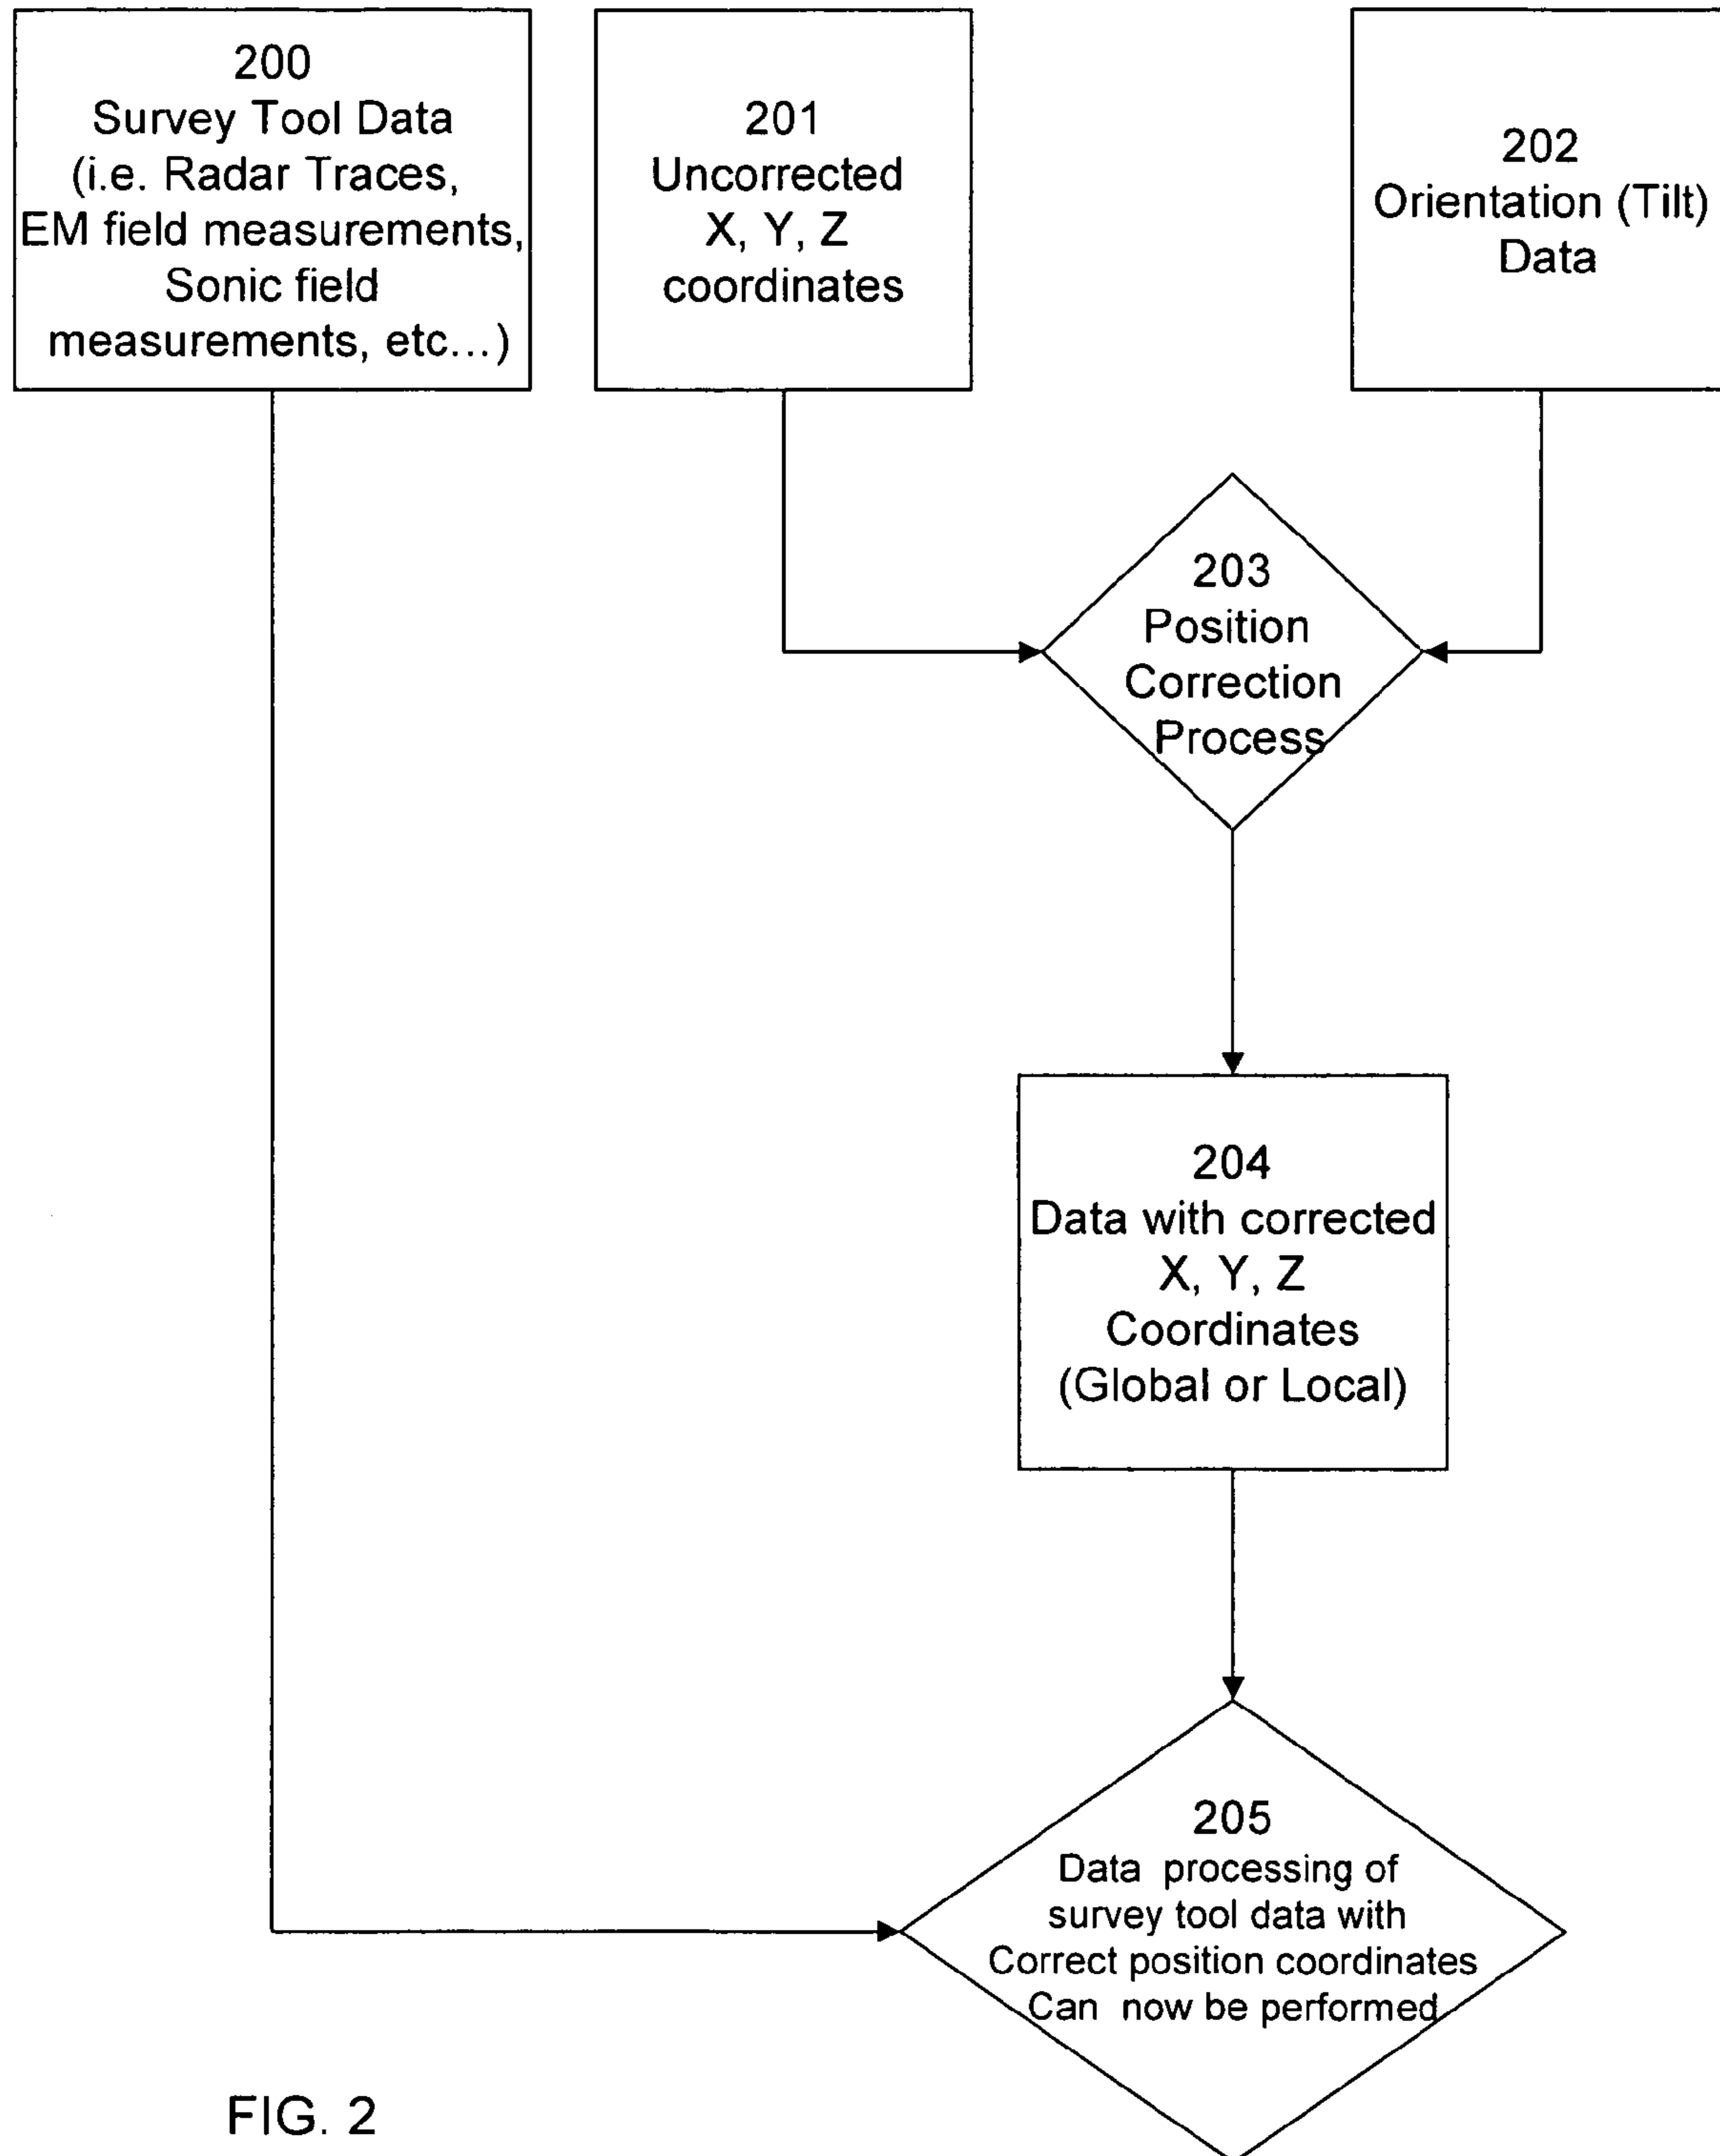 200
Survey Tool Data
(i.e. Radar Traces,
EM field measurements,
Sonic field
measurements, etc...)
201
Uncorrected
X, Y, Z
coordinates
202
Orientation (Tilt)
Data
203
Position
Correction
Process
204
Data with corrected
X, Y, Z
Coordinates
(Global or Local)
205
Data processing of
survey tool data with
Correct position coordinates
Can now be performed
FIG. 2